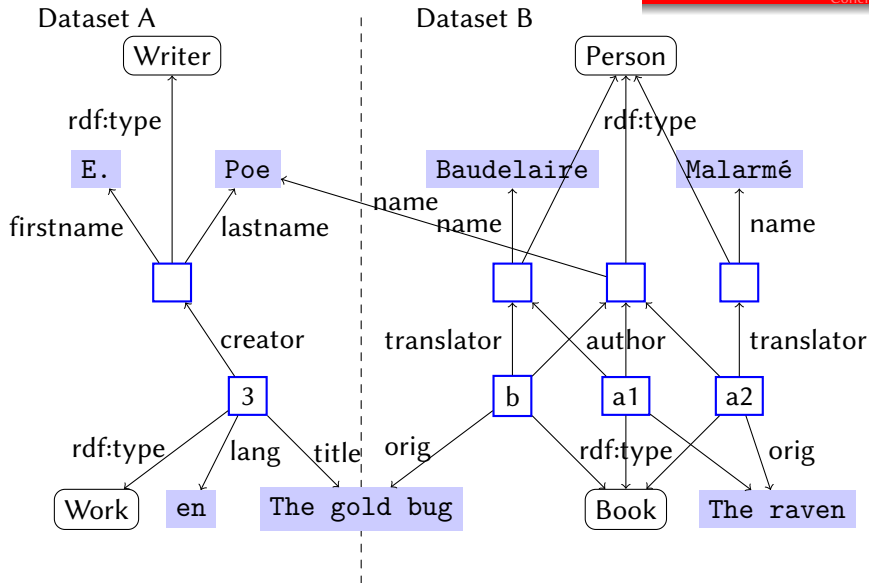 Dataset A
Dataset B
Writer
Person
rdf:type
rdf:type
E.
Poe
Baudelaire
Malarmé
name
firstname
lastname
name
name
creator
translator
author
translator
3
b
a1
a2
rdf:type
lang
title
orig
rdf:type
orig
Work
en
The gold bug
Book
The raven